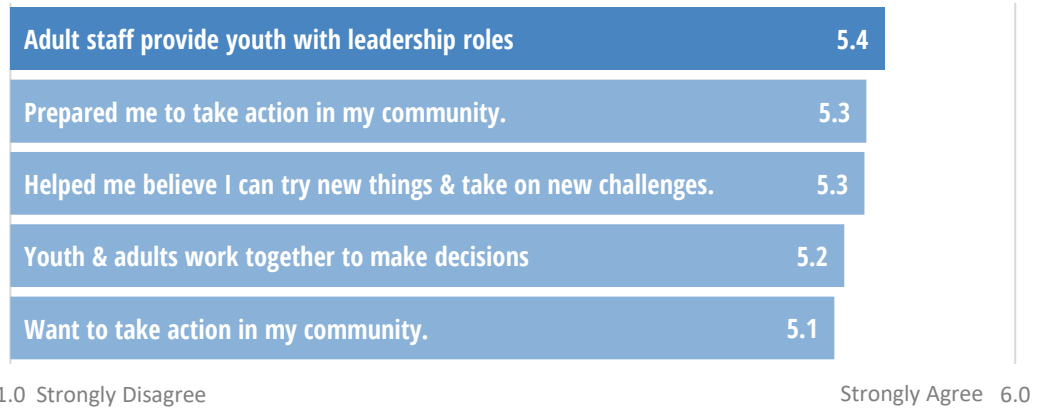 Adult staff provide youth with leadership roles 5.4
Prepared me to take action in my community. 5.3
Helped me believe I can try new things & take on new challenges. 5.3
Youth & adults work together to make decisions 5.2
Want to take action in my community. 5.1
1.0 Strongly Disagree Strongly Agree 6.0